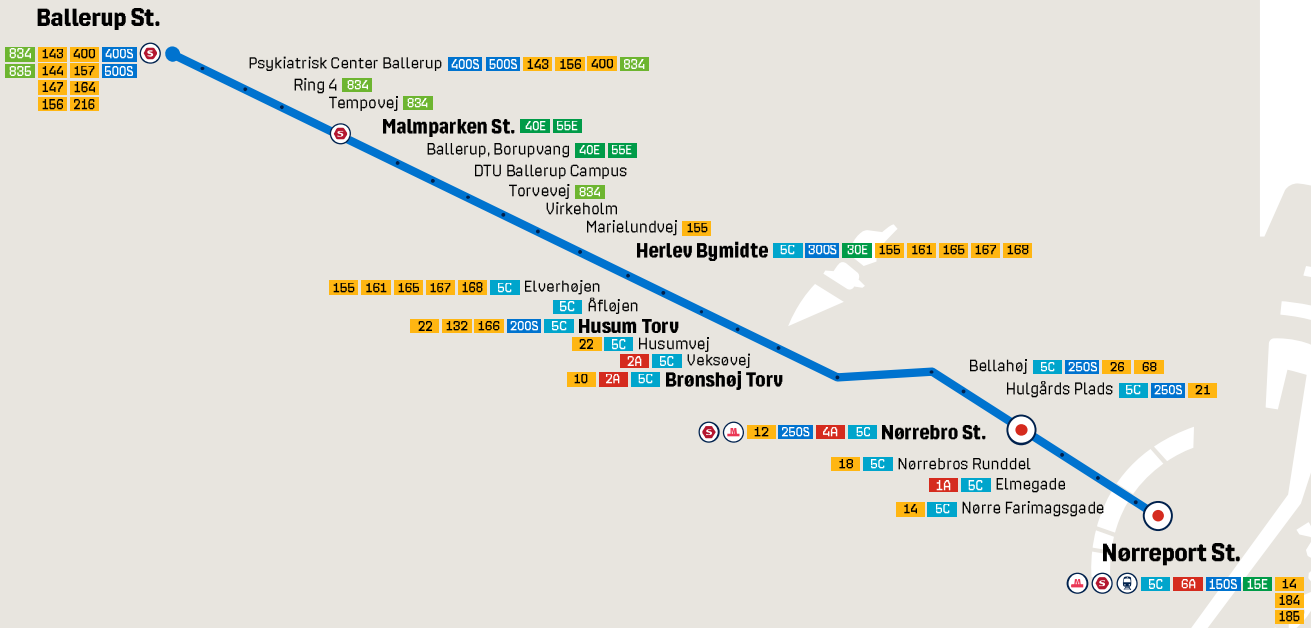 Ballerup St.
834 143 400 400S S
835 144 157 500S
147 164
156 216
Psykiatrisk Center Ballerup 400S 500S 143 156 400 834
Ring 4 834
Tempovej 834
S
Malmparken St. 40E 55E
Ballerup, Borupvang 40E 55E
DTU Ballerup Campus
Torvevej 834
Virkeholm
Marielundvej 155
Herlev Bymidte 5C 300S 30E 155 161 165 167 168
155 161 165 167 168 5C Elverhøjen
5C Åfløjen
22 132 166 200S 5C Husum Torv
22 5C Husumvej
2A 5C Veksøvej
10 2A 5C Brønshøj Torv
Bellahøj 5C 250S 26 68
Hulgårds Plads 5C 250S 21
S M 12 250S 4A 5C Nørrebro St.
18 5C Nørrebros Runddel
1A 5C Elmegade
14 5C Nørre Farimagsgade
Nørreport St.
M S 5C 6A 150S 15E 14
184
185